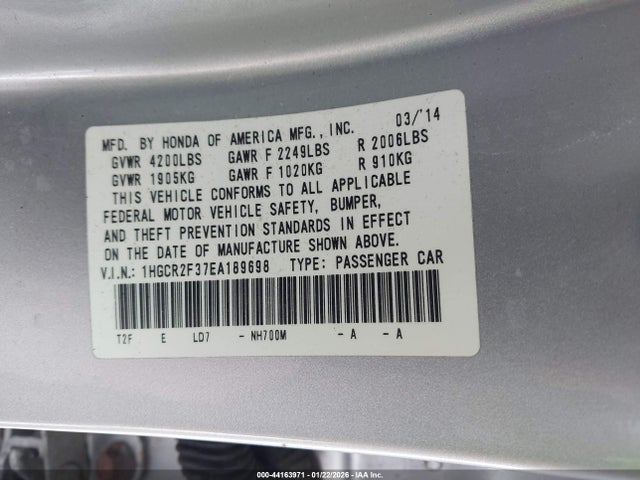 03/'14
MFD. BY HONDA OF AMERICA MFG., INC.
GVWR 4200LBS GAWR F 2249LBS R 2006LBS
GVWR 1905KG GAWR F 1020KG R 910KG
THIS VEHICLE CONFORMS TO ALL APPLICABLE
FEDERAL MOTOR VEHICLE SAFETY, BUMPER,
AND THEFT PREVENTION STANDARDS IN EFFECT
ON THE DATE OF MANUFACTURE SHOWN ABOVE.
V.I.N.: 1HGCR2F37EA189698 TYPE: PASSENGER CAR
T2F E LD7 - NH700M - A - A
000-44163971 | 01/22/2026 - IAA Inc.